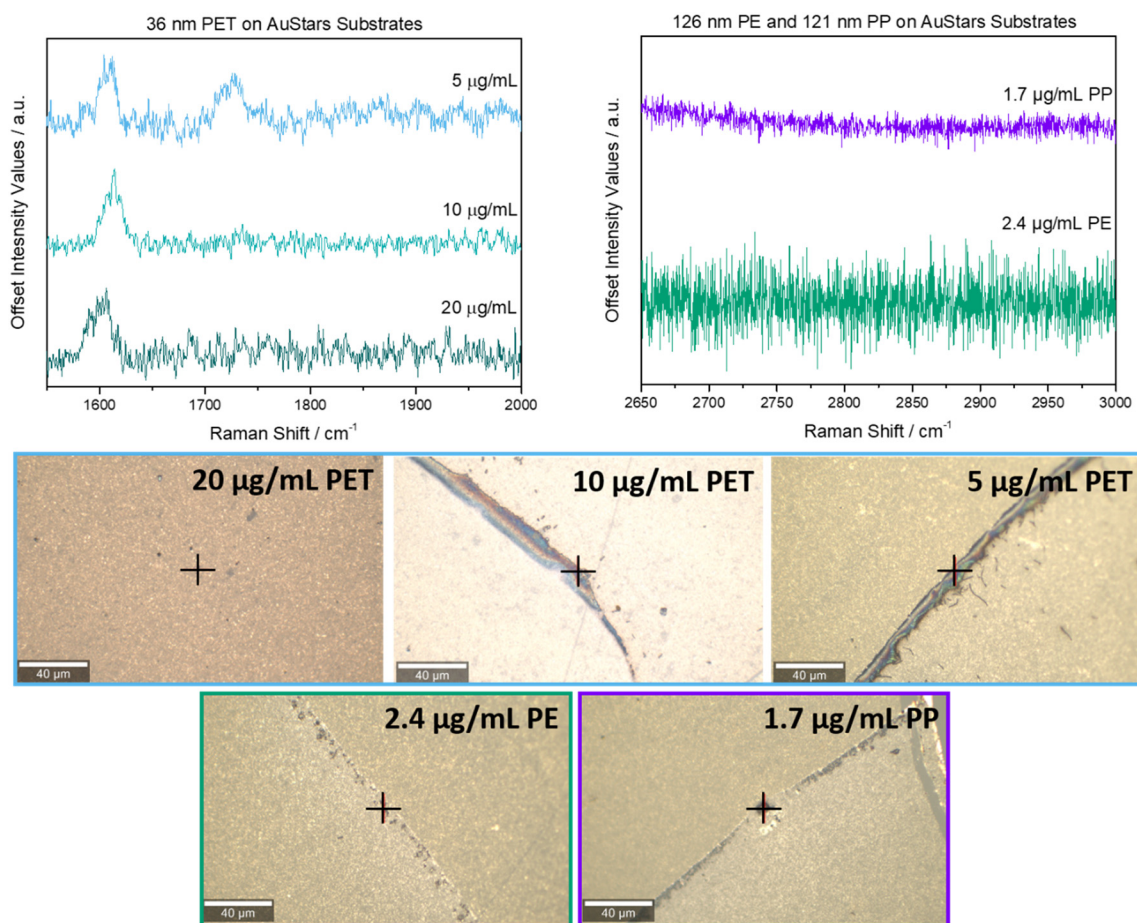 36 nm PET on AuStars Substrates
Offset Intesnsity Values / a.u.
5 µg/mL
10 µg/mL
20 µg/mL
1600 1700 1800 1900 2000
Raman Shift / cm⁻¹
126 nm PE and 121 nm PP on AuStars Substrates
Offset Intensity Values / a.u.
1.7 µg/mL PP
2.4 µg/mL PE
2650 2700 2750 2800 2850 2900 2950 3000
Raman Shift / cm⁻¹
20 µg/mL PET
40 µm
10 µg/mL PET
40 µm
5 µg/mL PET
40 µm
2.4 µg/mL PE
40 µm
1.7 µg/mL PP
40 µm